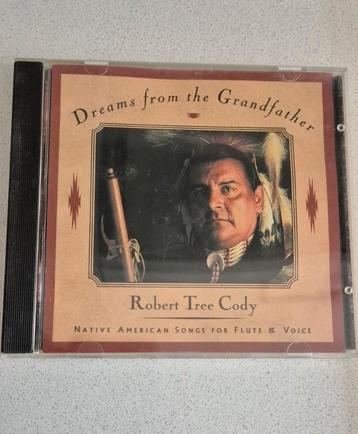 Dreams from the Grandfather
Robert Tree Cody
NATIVE AMERICAN SONGS FOR FLUTE & VOICE